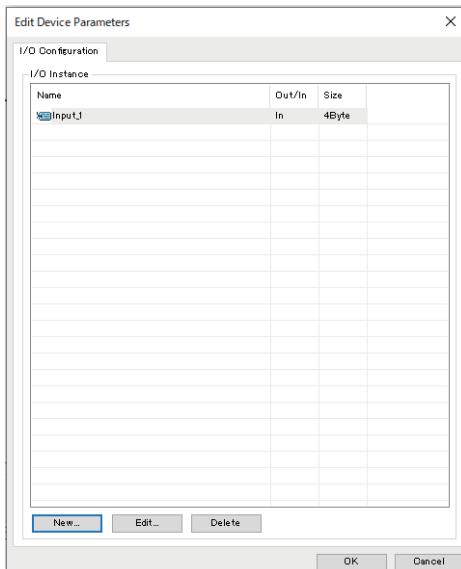 Edit Device Parameters
I/O Configuration
I/O Instance
Name Out/In Size
Input_1 In 4Byte
New... Edit... Delete
OK Cancel